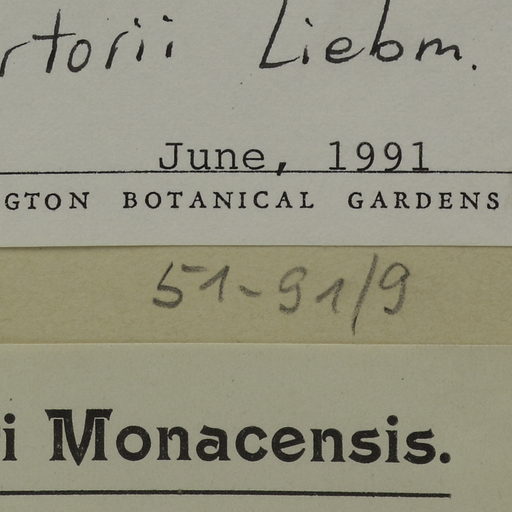 rtorii Liebm.
June, 1991
GTON BOTANICAL GARDENS
51-91/9
i Monacensis.